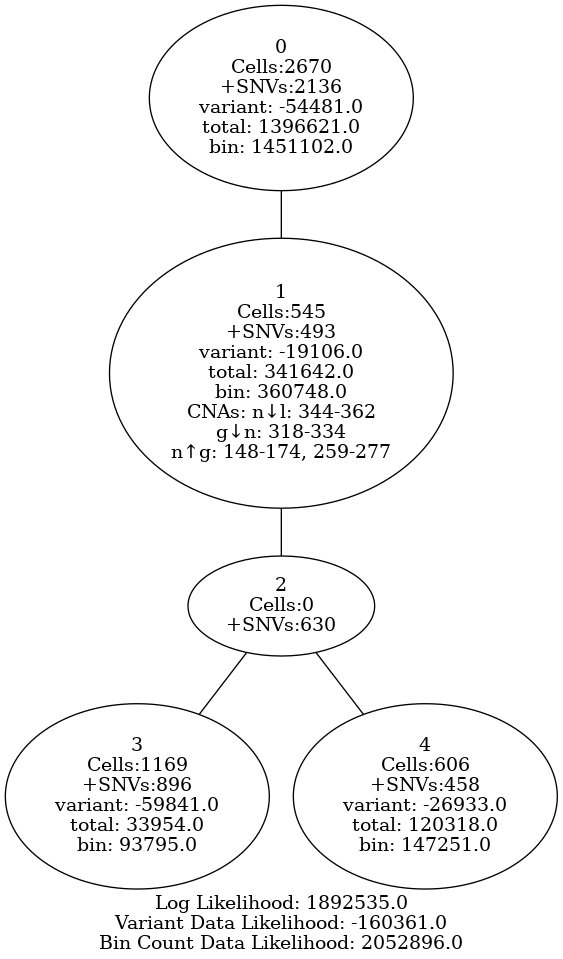 0
Cells:2670
+SNVs:2136
variant: -54481.0
total: 1396621.0
bin: 1451102.0
1
Cells:545
+SNVs:493
variant: -19106.0
total: 341642.0
bin: 360748.0
CNAs: n↓l: 344-362
g↓n: 318-334
n↑g: 148-174, 259-277
2
Cells:0
+SNVs:630
3
Cells:1169
+SNVs:896
variant: -59841.0
total: 33954.0
bin: 93795.0
4
Cells:606
+SNVs:458
variant: -26933.0
total: 120318.0
bin: 147251.0
Log Likelihood: 1892535.0
Variant Data Likelihood: -160361.0
Bin Count Data Likelihood: 2052896.0